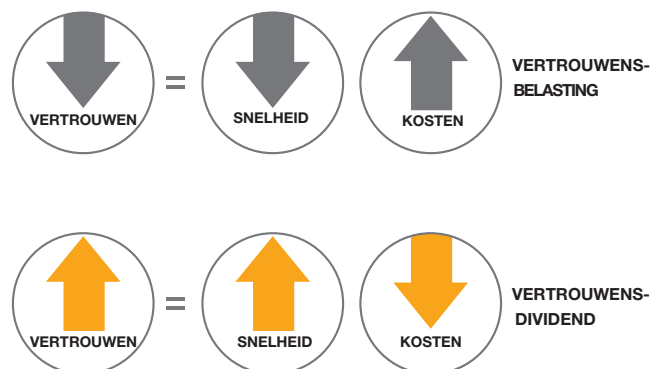 VERTROUWEN = SNELHEID KOSTEN
VERTROUWENS-
BELASTING
VERTROUWEN = SNELHEID KOSTEN
VERTROUWENS-
DIVIDEND